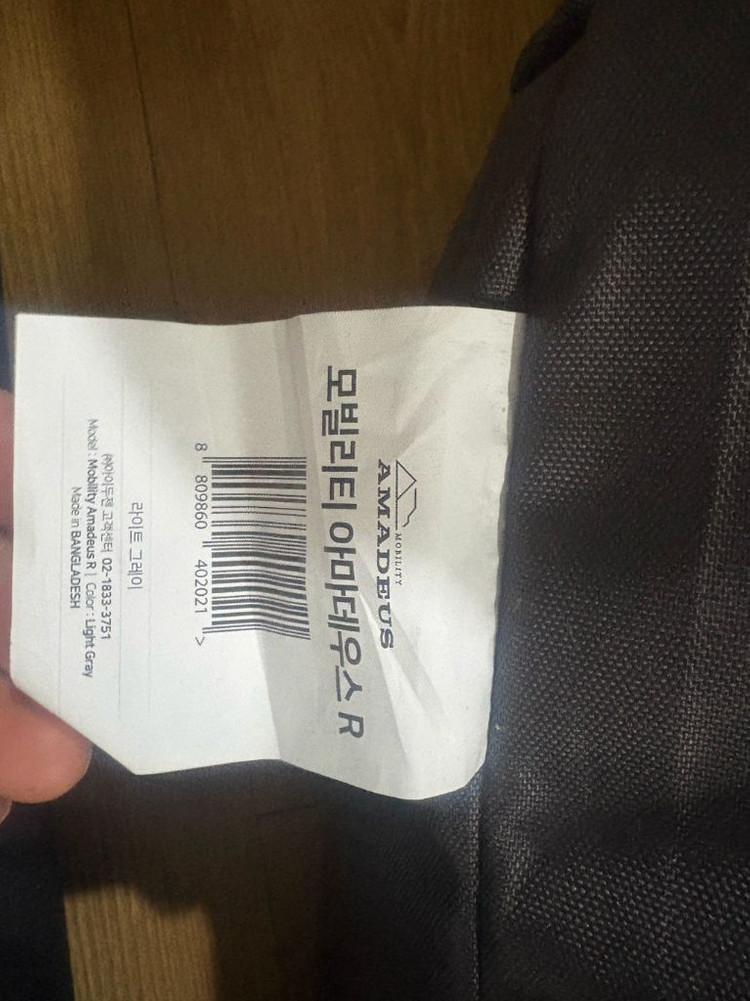 MOBILITY
AMADEUS
모빌리티 아마데우스 R
8 809860 402021 >
라이트 그레이
㈜아이두젠 고객센터 02-1833-3751
Model : Mobility Amadeus R | Color : Light Gray
Made in BANGLADESH